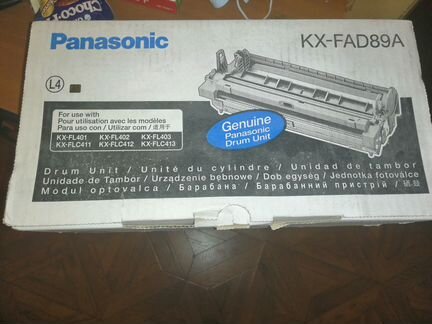 Panasonic
KX-FAD89A
L4
For use with
Pour utilisation avec les modèles
Para uso con / Utilizar com / 适用于
KX-FL401 KX-FL402 KX-FL403
KX-FLC411 KX-FLC412 KX-FLC413
Genuine
Panasonic
Drum Unit
Drum Unit / Unité du cylindre / Unidad de tambor
Unidade de Tambor / Urządzenie bębnowe / Dob egység / Jednotka fotoválce
Modul optovalca / Барабана / Барабанний пристрій / 硒鼓